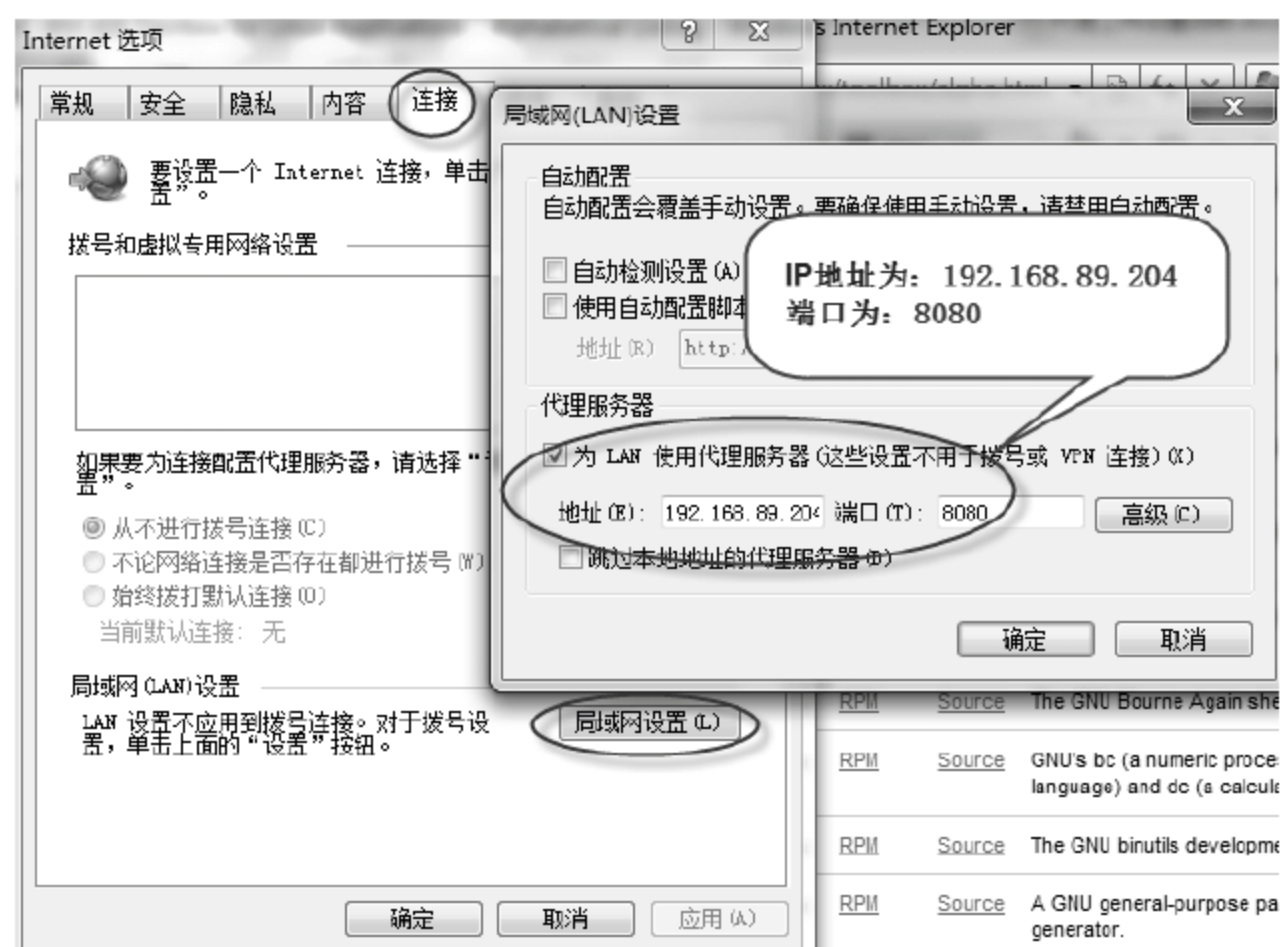 Internet 选项
常规
安全
隐私
内容
连接
要设置一个 Internet 连接，单击
置”。
拨号和虚拟专用网络设置
如果要为连接配置代理服务器，请选择“
置”。
从不进行拨号连接(C)
不论网络连接是否存在都进行拨号(W)
始终拨打默认连接(O)
当前默认连接： 无
局域网(LAN)设置
LAN 设置不应用到拨号连接。对于拨号设
置，单击上面的“设置”按钮。
局域网设置(L)
确定
取消
应用(A)
s Internet Explorer
局域网(LAN)设置
自动配置
自动配置会覆盖手动设置。要确保使用手动设置，请禁用自动配置。
自动检测设置(A)
使用自动配置脚本
地址(R)
http:/
IP地址为：192.168.89.204
端口为：8080
代理服务器
为 LAN 使用代理服务器(这些设置不用于拨号或 VPN 连接)(X)
地址(E)： 192.168.89.204 端口(T)： 8080
高级(C)
跳过本地地址的代理服务器(B)
确定
取消
RPM Source The GNU Bourne Again she
RPM Source GNU's bc (a numeric proce
language) and dc (a calcula
RPM Source The GNU binutils developme
RPM Source A GNU general-purpose pa
generator.